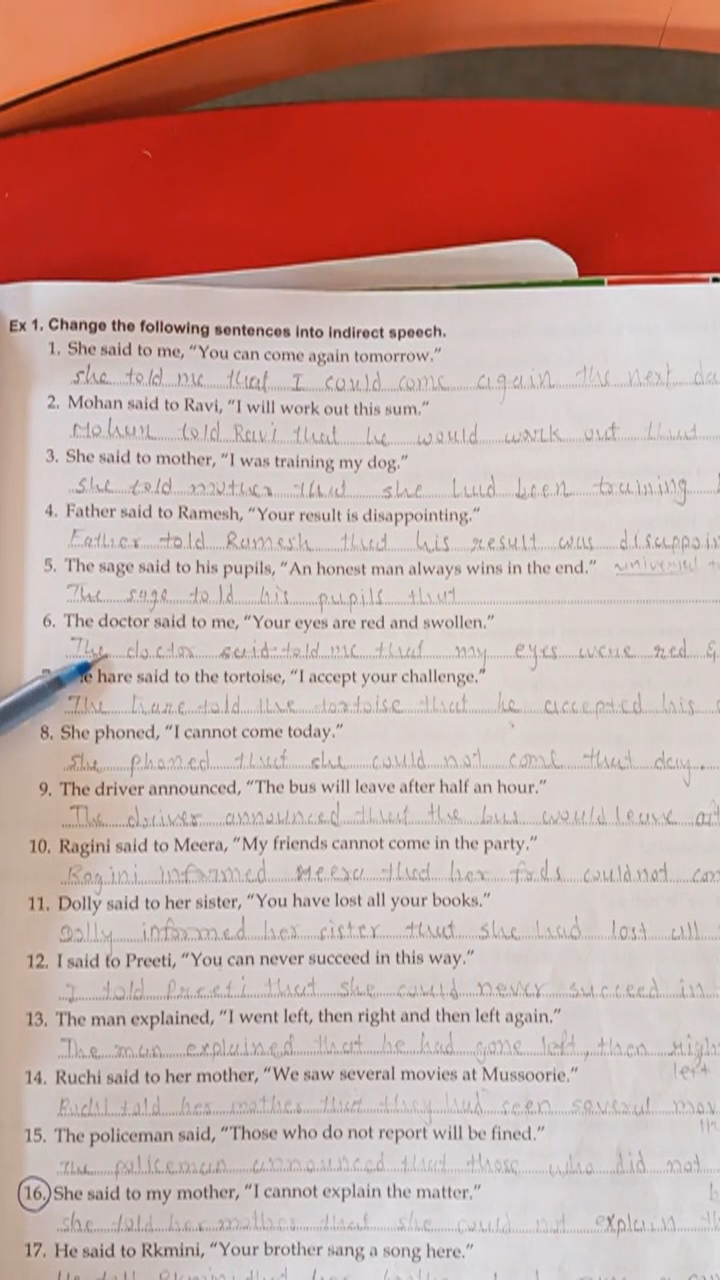 Ex 1. Change the following sentences into indirect speech.
1. She said to me, “You can come again tomorrow.”
she told me that I could come again the next da
2. Mohan said to Ravi, “I will work out this sum.”
Mohun told Ravi that he would work out that
3. She said to mother, “I was training my dog.”
she told mother that she had been training
4. Father said to Ramesh, “Your result is disappointing.”
Father told Ramesh that his result was disappoin
5. The sage said to his pupils, “An honest man always wins in the end.”
The sage told his pupils that
6. The doctor said to me, “Your eyes are red and swollen.”
The doctor said told me that my eyes were red &
e hare said to the tortoise, “I accept your challenge.”
The hare told the tortoise that he accepted his
8. She phoned, “I cannot come today.”
she phoned that she could not come that day.
9. The driver announced, “The bus will leave after half an hour.”
The driver announced that the bus would leave
10. Ragini said to Meera, “My friends cannot come in the party.”
Ragini informed Meera that her frds could not
11. Dolly said to her sister, “You have lost all your books.”
Dolly informed her sister that she had lost all
12. I said to Preeti, “You can never succeed in this way.”
I told Preeti that she could never succeed in
13. The man explained, “I went left, then right and then left again.”
The man explained that he had gone left, then righ
left
14. Ruchi said to her mother, “We saw several movies at Mussoorie.”
Ruchi told her mother that they had seen several mov
15. The policeman said, “Those who do not report will be fined.”
The policeman announced that those who did not
16. She said to my mother, “I cannot explain the matter.”
she told her mother that she could not explain
17. He said to Rkmini, “Your brother sang a song here.”